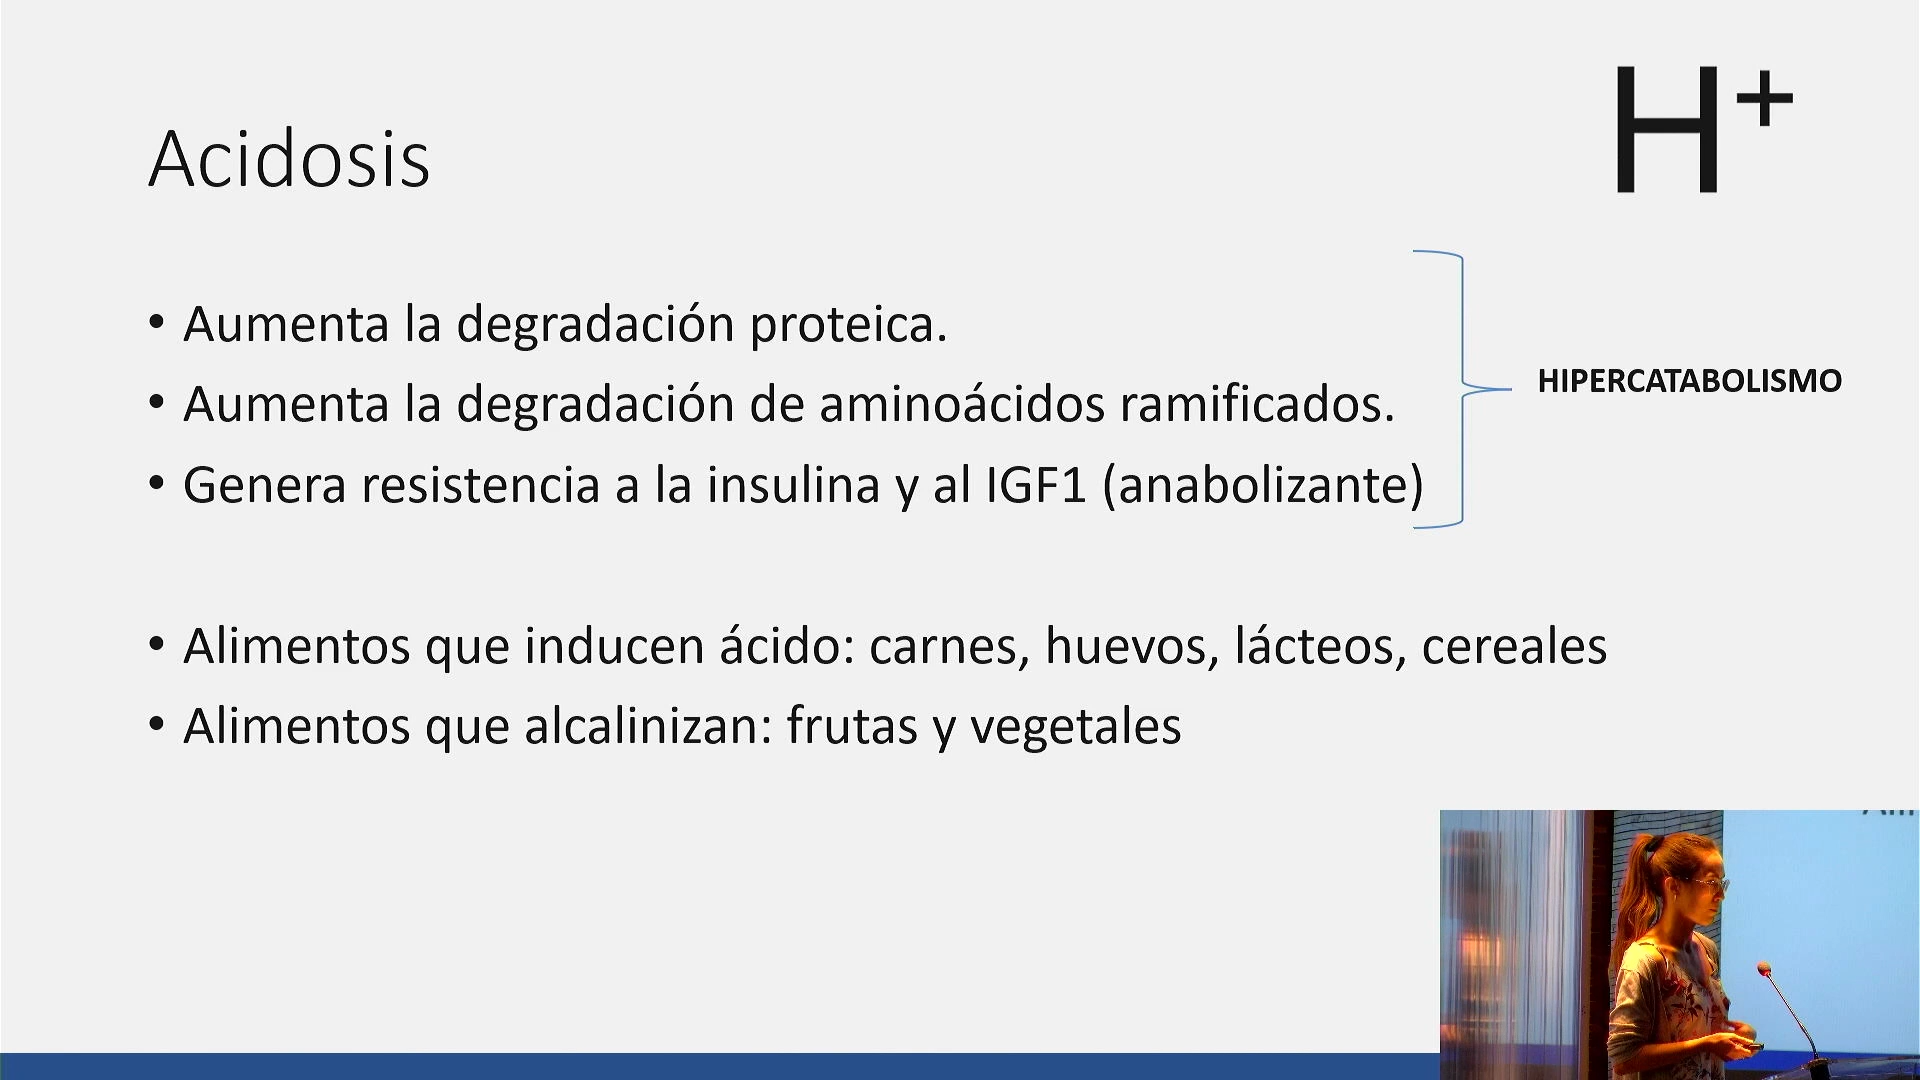 H+
Acidosis
• Aumenta la degradación proteica.
• Aumenta la degradación de aminoácidos ramificados.
• Genera resistencia a la insulina y al IGF1 (anabolizante)
HIPERCATABOLISMO
• Alimentos que inducen ácido: carnes, huevos, lácteos, cereales
• Alimentos que alcalinizan: frutas y vegetales